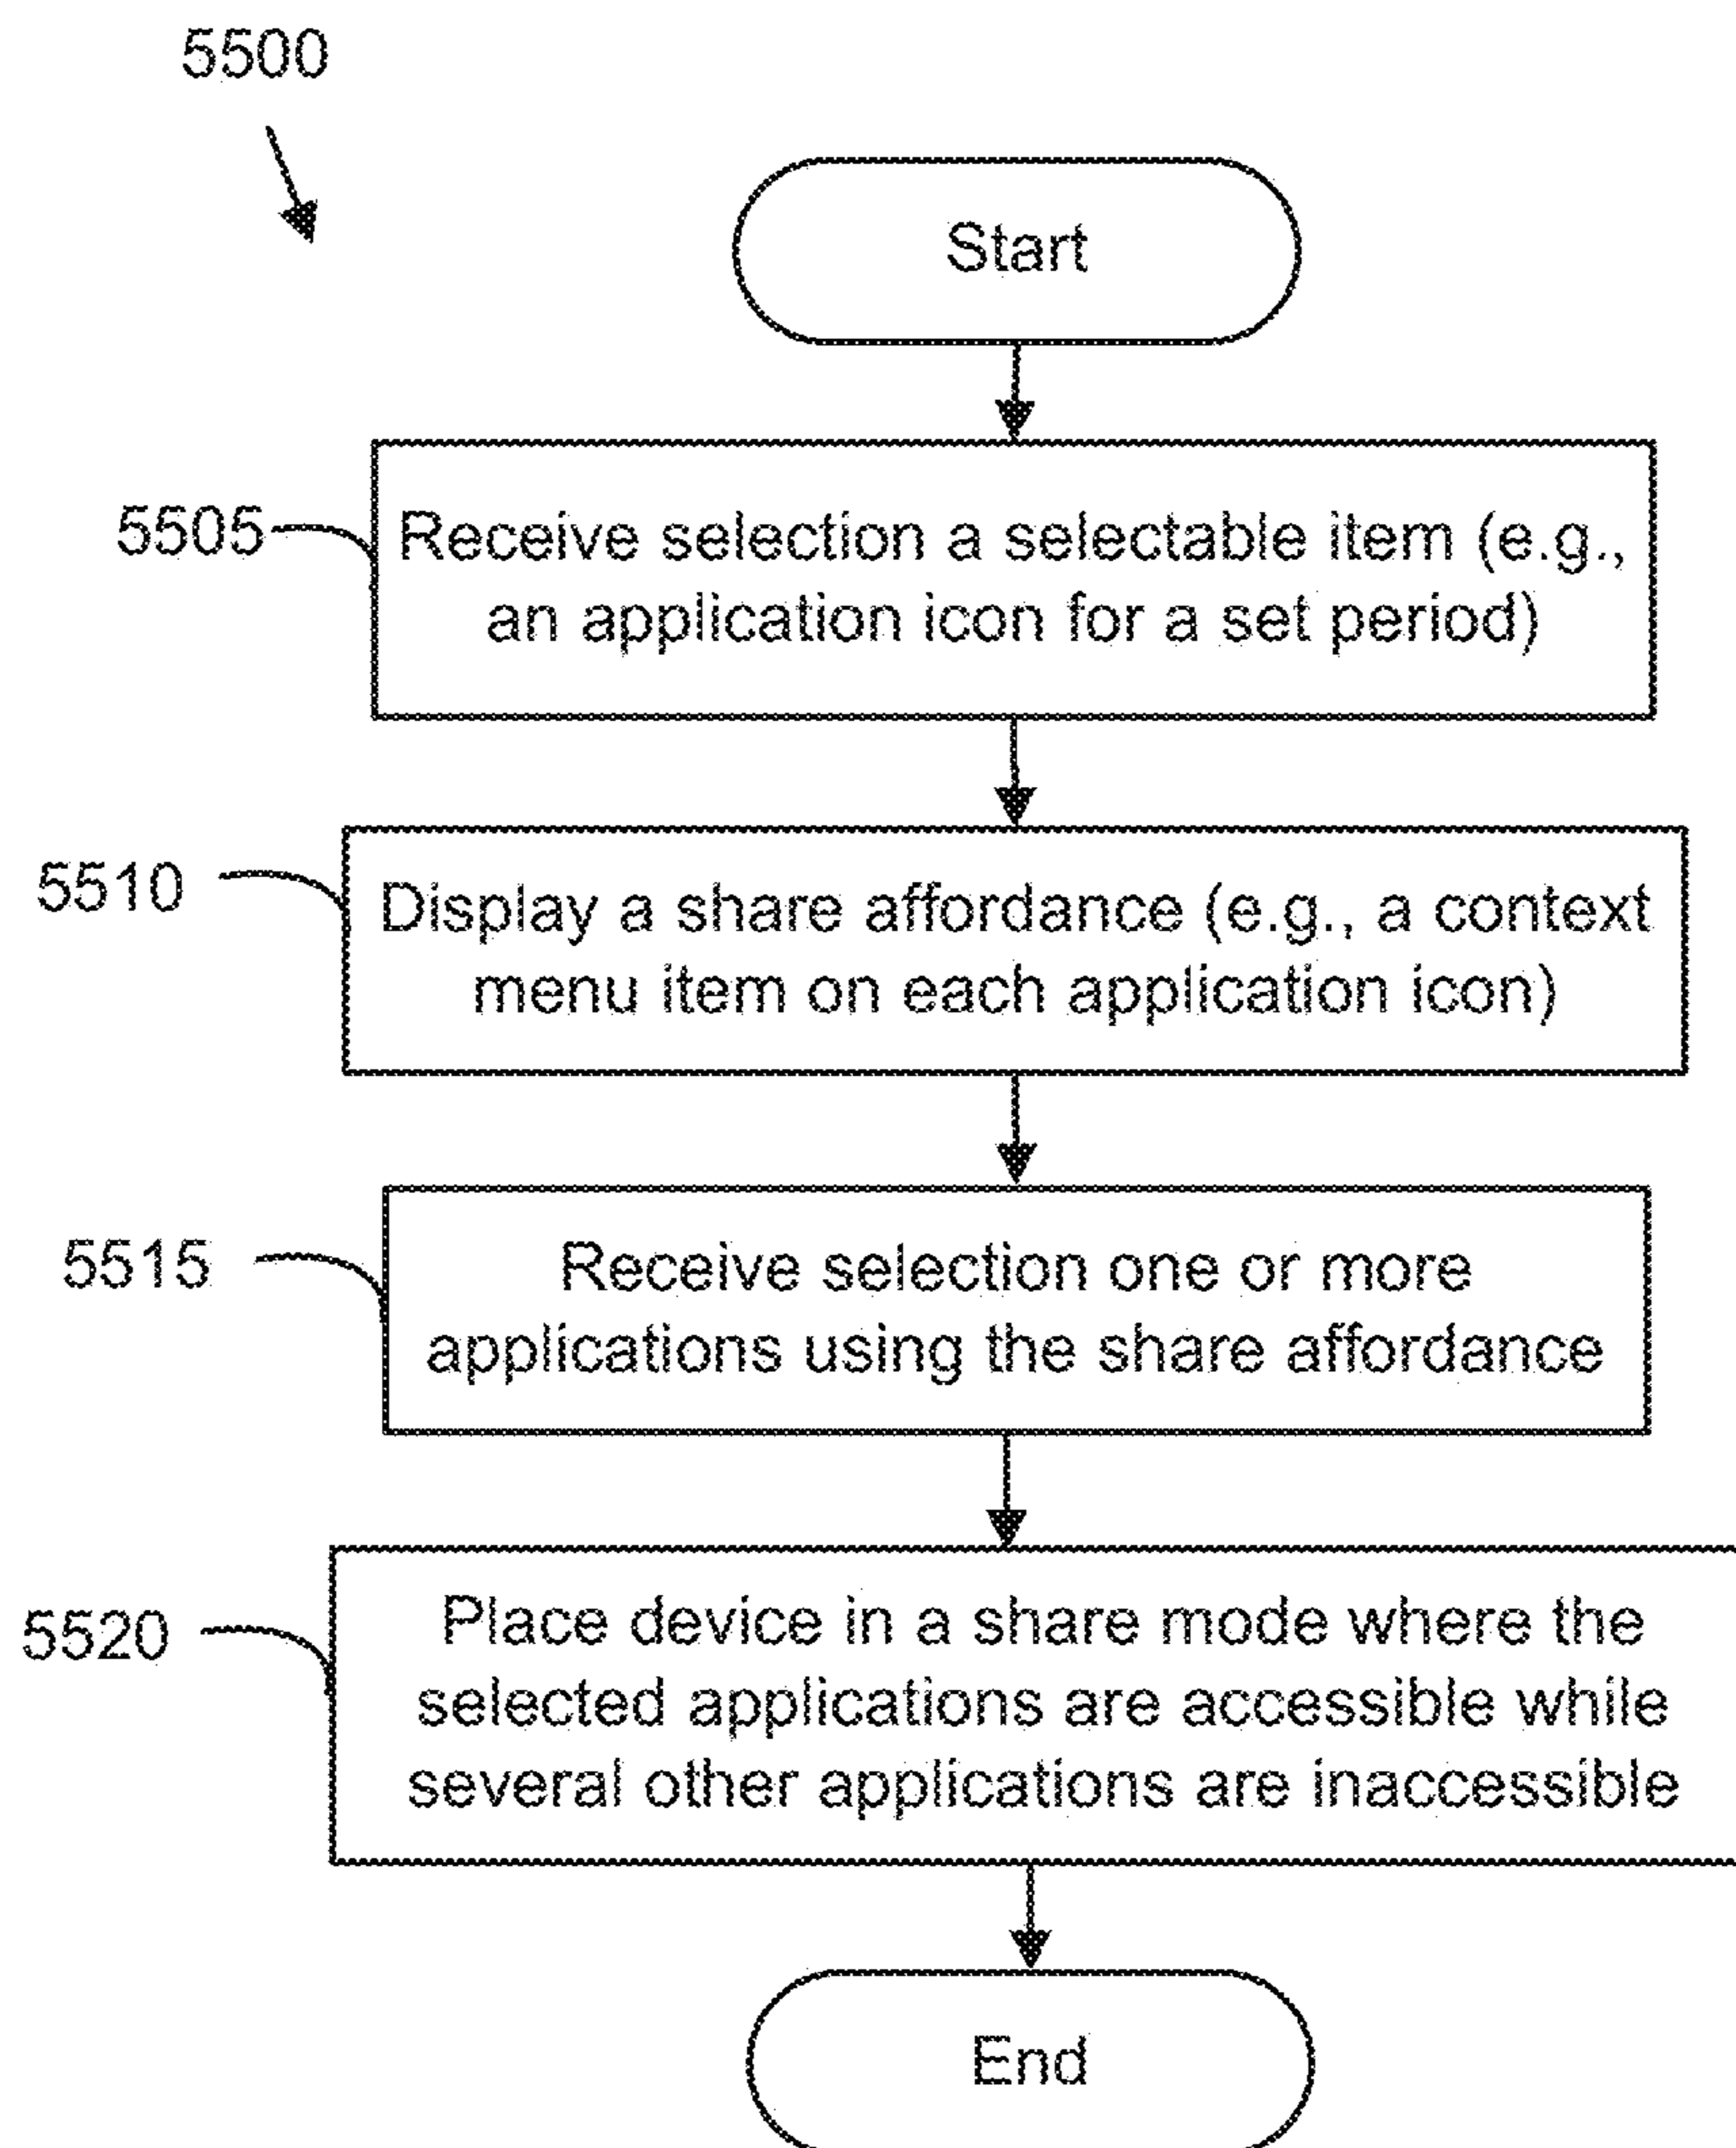 5500
Start
5505
Receive selection a selectable item (e.g.,
an application icon for a set period)
5510
Display a share affordance (e.g., a context
menu item on each application icon)
5515
Receive selection one or more
applications using the share affordance
5520
Place device in a share mode where the
selected applications are accessible while
several other applications are inaccessible
End